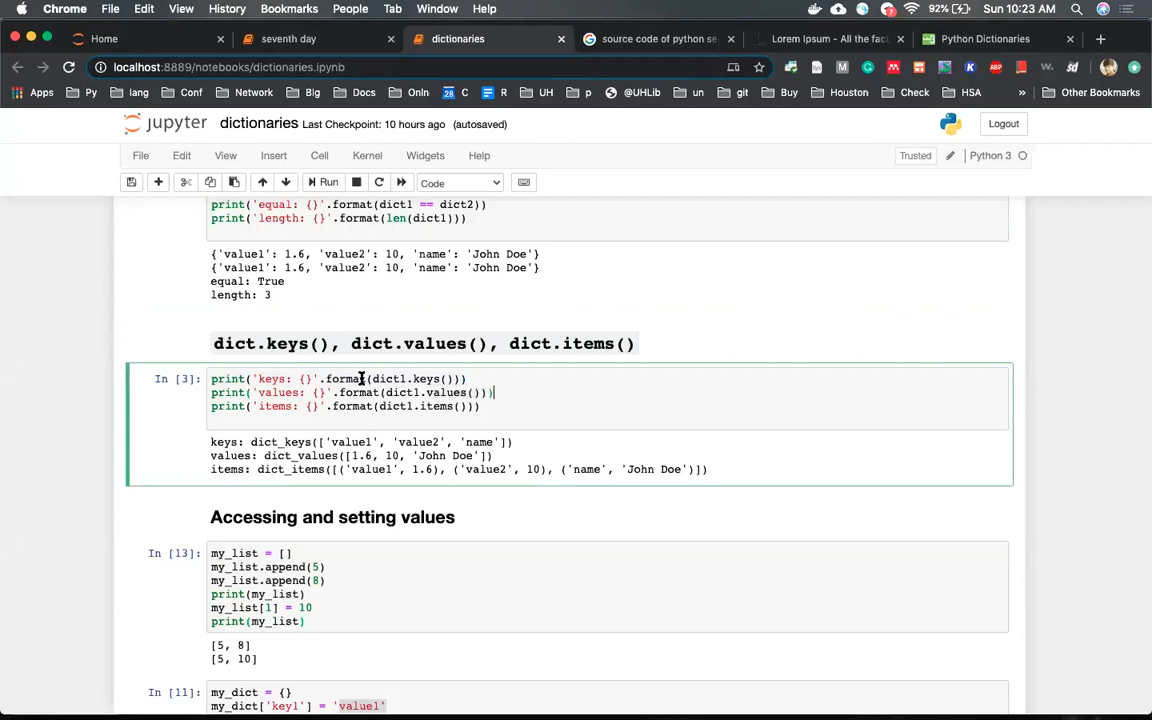 Chrome File Edit View History Bookmarks People Tab Window Help 7 92% Sun 10:23 AM
Home seventh day dictionaries source code of python se Lorem Ipsum - All the fact Python Dictionaries
localhost:8889/notebooks/dictionaries.ipynb
Apps Py lang Conf Network Big Docs Onln 28 C R UH p @UHLib un git Buy Houston Check HSA » Other Bookmarks
jupyter dictionaries Last Checkpoint: 10 hours ago (autosaved) Logout
File Edit View Insert Cell Kernel Widgets Help Trusted Python 3
Run Code
print('equal: {}'.format(dict1 == dict2))
print('length: {}'.format(len(dict1)))
{'value1': 1.6, 'value2': 10, 'name': 'John Doe'}
{'value1': 1.6, 'value2': 10, 'name': 'John Doe'}
equal: True
length: 3
dict.keys(), dict.values(), dict.items()
In [3]: print('keys: {}'.format(dict1.keys()))
print('values: {}'.format(dict1.values()))
print('items: {}'.format(dict1.items()))
keys: dict_keys(['value1', 'value2', 'name'])
values: dict_values([1.6, 10, 'John Doe'])
items: dict_items([('value1', 1.6), ('value2', 10), ('name', 'John Doe')])
Accessing and setting values
In [13]: my_list = []
my_list.append(5)
my_list.append(8)
print(my_list)
my_list[1] = 10
print(my_list)
[5, 8]
[5, 10]
In [11]: my_dict = {}
my_dict['key1'] = 'value1'